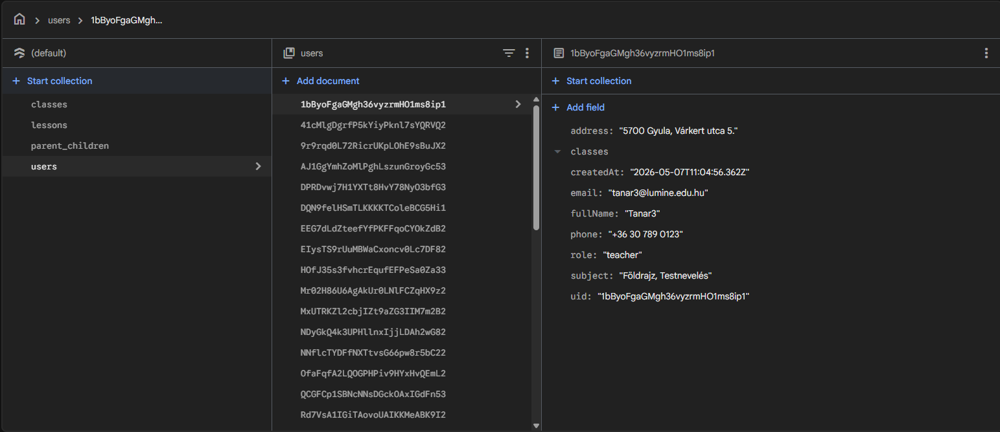 users
1bByoFgaGMgh...
(default)
Start collection
classes
lessons
parent_children
users
users
Add document
1bByoFgaGMgh36vyzrmHO1ms8ip1
41cMlgDgrfP5kYiyPknl7sYQRVQ2
9r9rqd0L72RicrUKpLOhE9sBuJX2
AJ1GgYmhZoMlPghLszunGroyGc53
DPRDvwj7H1YXTt8HvY78NyO3bfG3
DQN9felHSmTLKKKKTColeBCG5Hi1
EEG7dLdZteefYfPKFFqoCYOkZdB2
EIysTS9rUuMBWaCxoncv0Lc7DF82
HOfJ35s3fvhcrEqufEFPeSa0Za33
Mr02H86U6AgAkUr0LNlFCZqHX9z2
MxUTRKZl2cbjIZt9aZG3IIM7m2B2
NDyGkQ4k3UPHllnxIjjLDAh2wG82
NNflcTYDFfNXTtvsG66pw8r5bC22
OfaFqfA2LQOGPHPiv9HYxHvQEmL2
QCGFCp1SBNcNNsDGckOAxIGdFn53
Rd7VsA1IGiTAovoUAIKKMeABK9I2
1bByoFgaGMgh36vyzrmHO1ms8ip1
Start collection
Add field
address: "5700 Gyula, Várkert utca 5."
classes
createdAt: "2026-05-07T11:04:56.362Z"
email: "tanar3@lumine.edu.hu"
fullName: "Tanar3"
phone: "+36 30 789 0123"
role: "teacher"
subject: "Földrajz, Testnevelés"
uid: "1bByoFgaGMgh36vyzrmHO1ms8ip1"